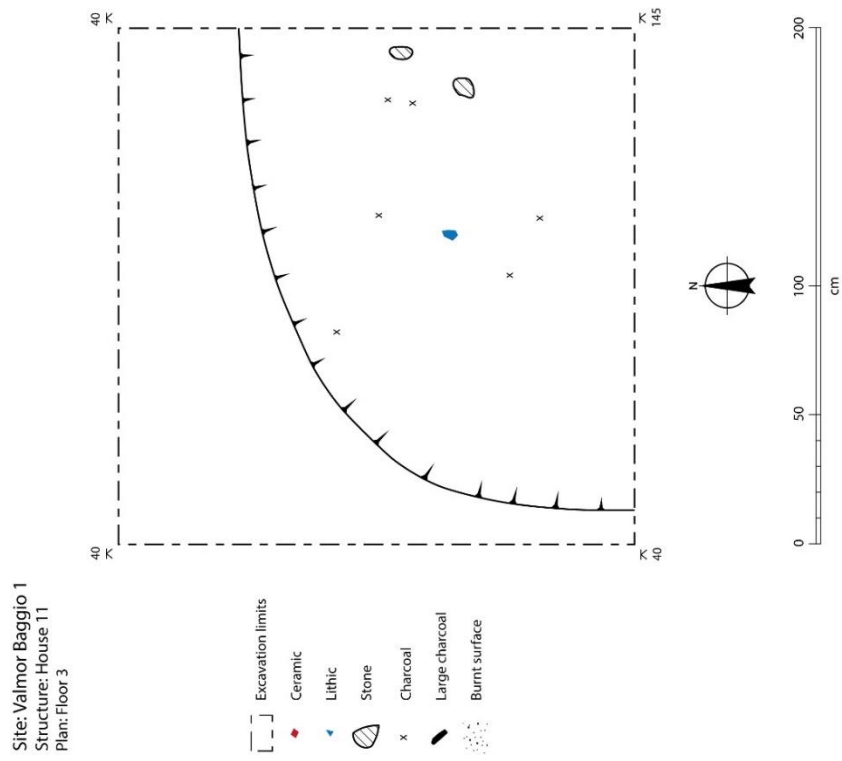 Site: Valmor Baggio 1
Structure: House 11
Plan: Floor 3
Excavation limits
Ceramic
Lithic
Stone
Charcoal
Large charcoal
Burnt surface
40 K
K 145
40 K
K 40
N
0
50
100
200
cm